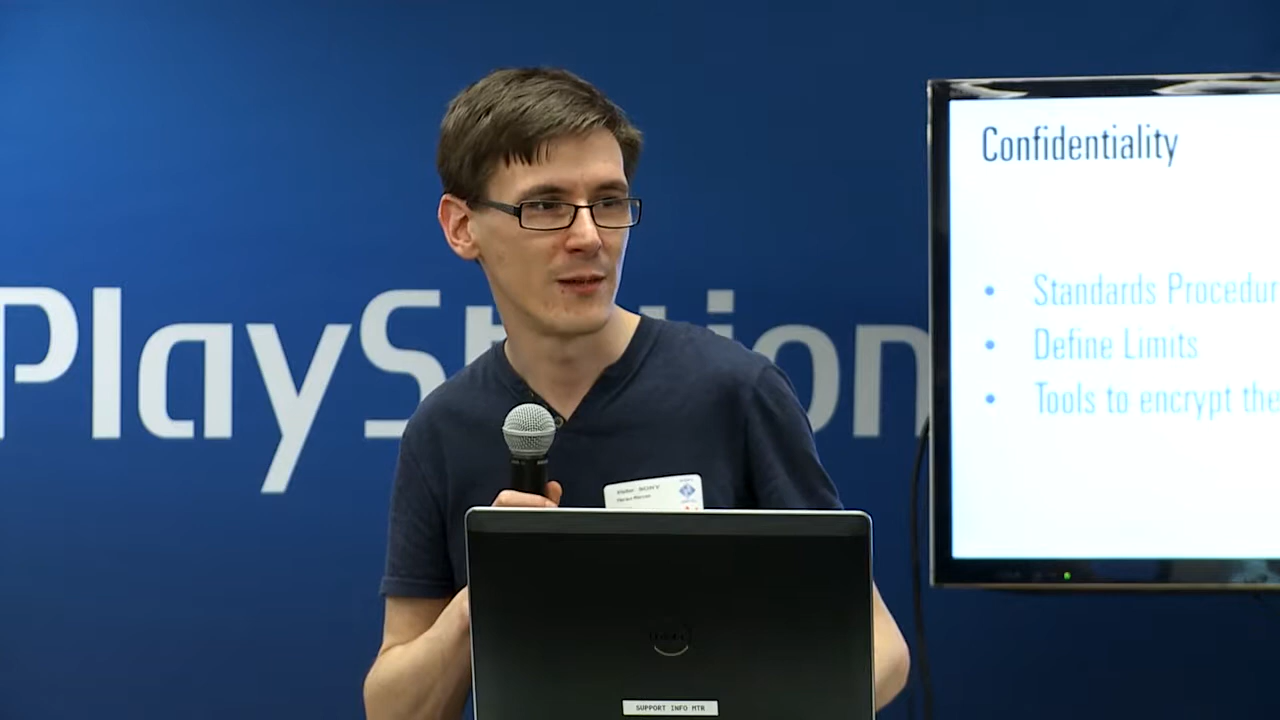 PlayStation
Confidentiality
• Standards Procedur
• Define Limits
• Tools to encrypt the
SUPPORT INFO MTR